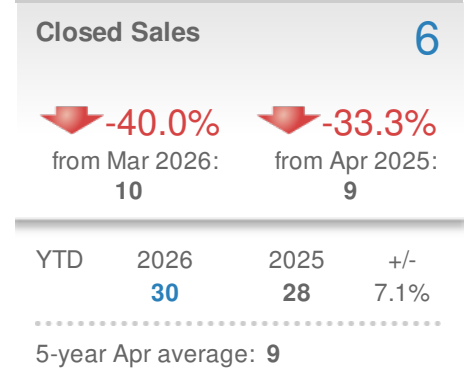 Closed Sales 6
-40.0% -33.3%
from Mar 2026: from Apr 2025:
10 9
YTD 2026 2025 +/-
30 28 7.1%
5-year Apr average: 9